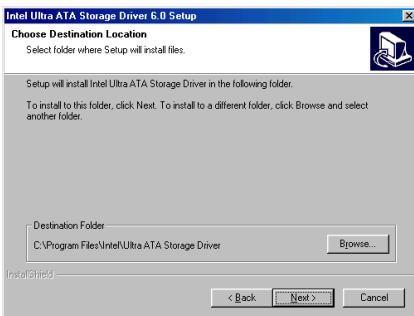 Intel Ultra ATA Storage Driver 6.0 Setup
Choose Destination Location
Select folder where Setup will install files.
Setup will install Intel Ultra ATA Storage Driver in the following folder.
To install to this folder, click Next. To install to a different folder, click Browse and select
another folder.
Destination Folder
C:\Program Files\Intel\Ultra ATA Storage Driver
Browse...
InstallShield
< Back
Next >
Cancel